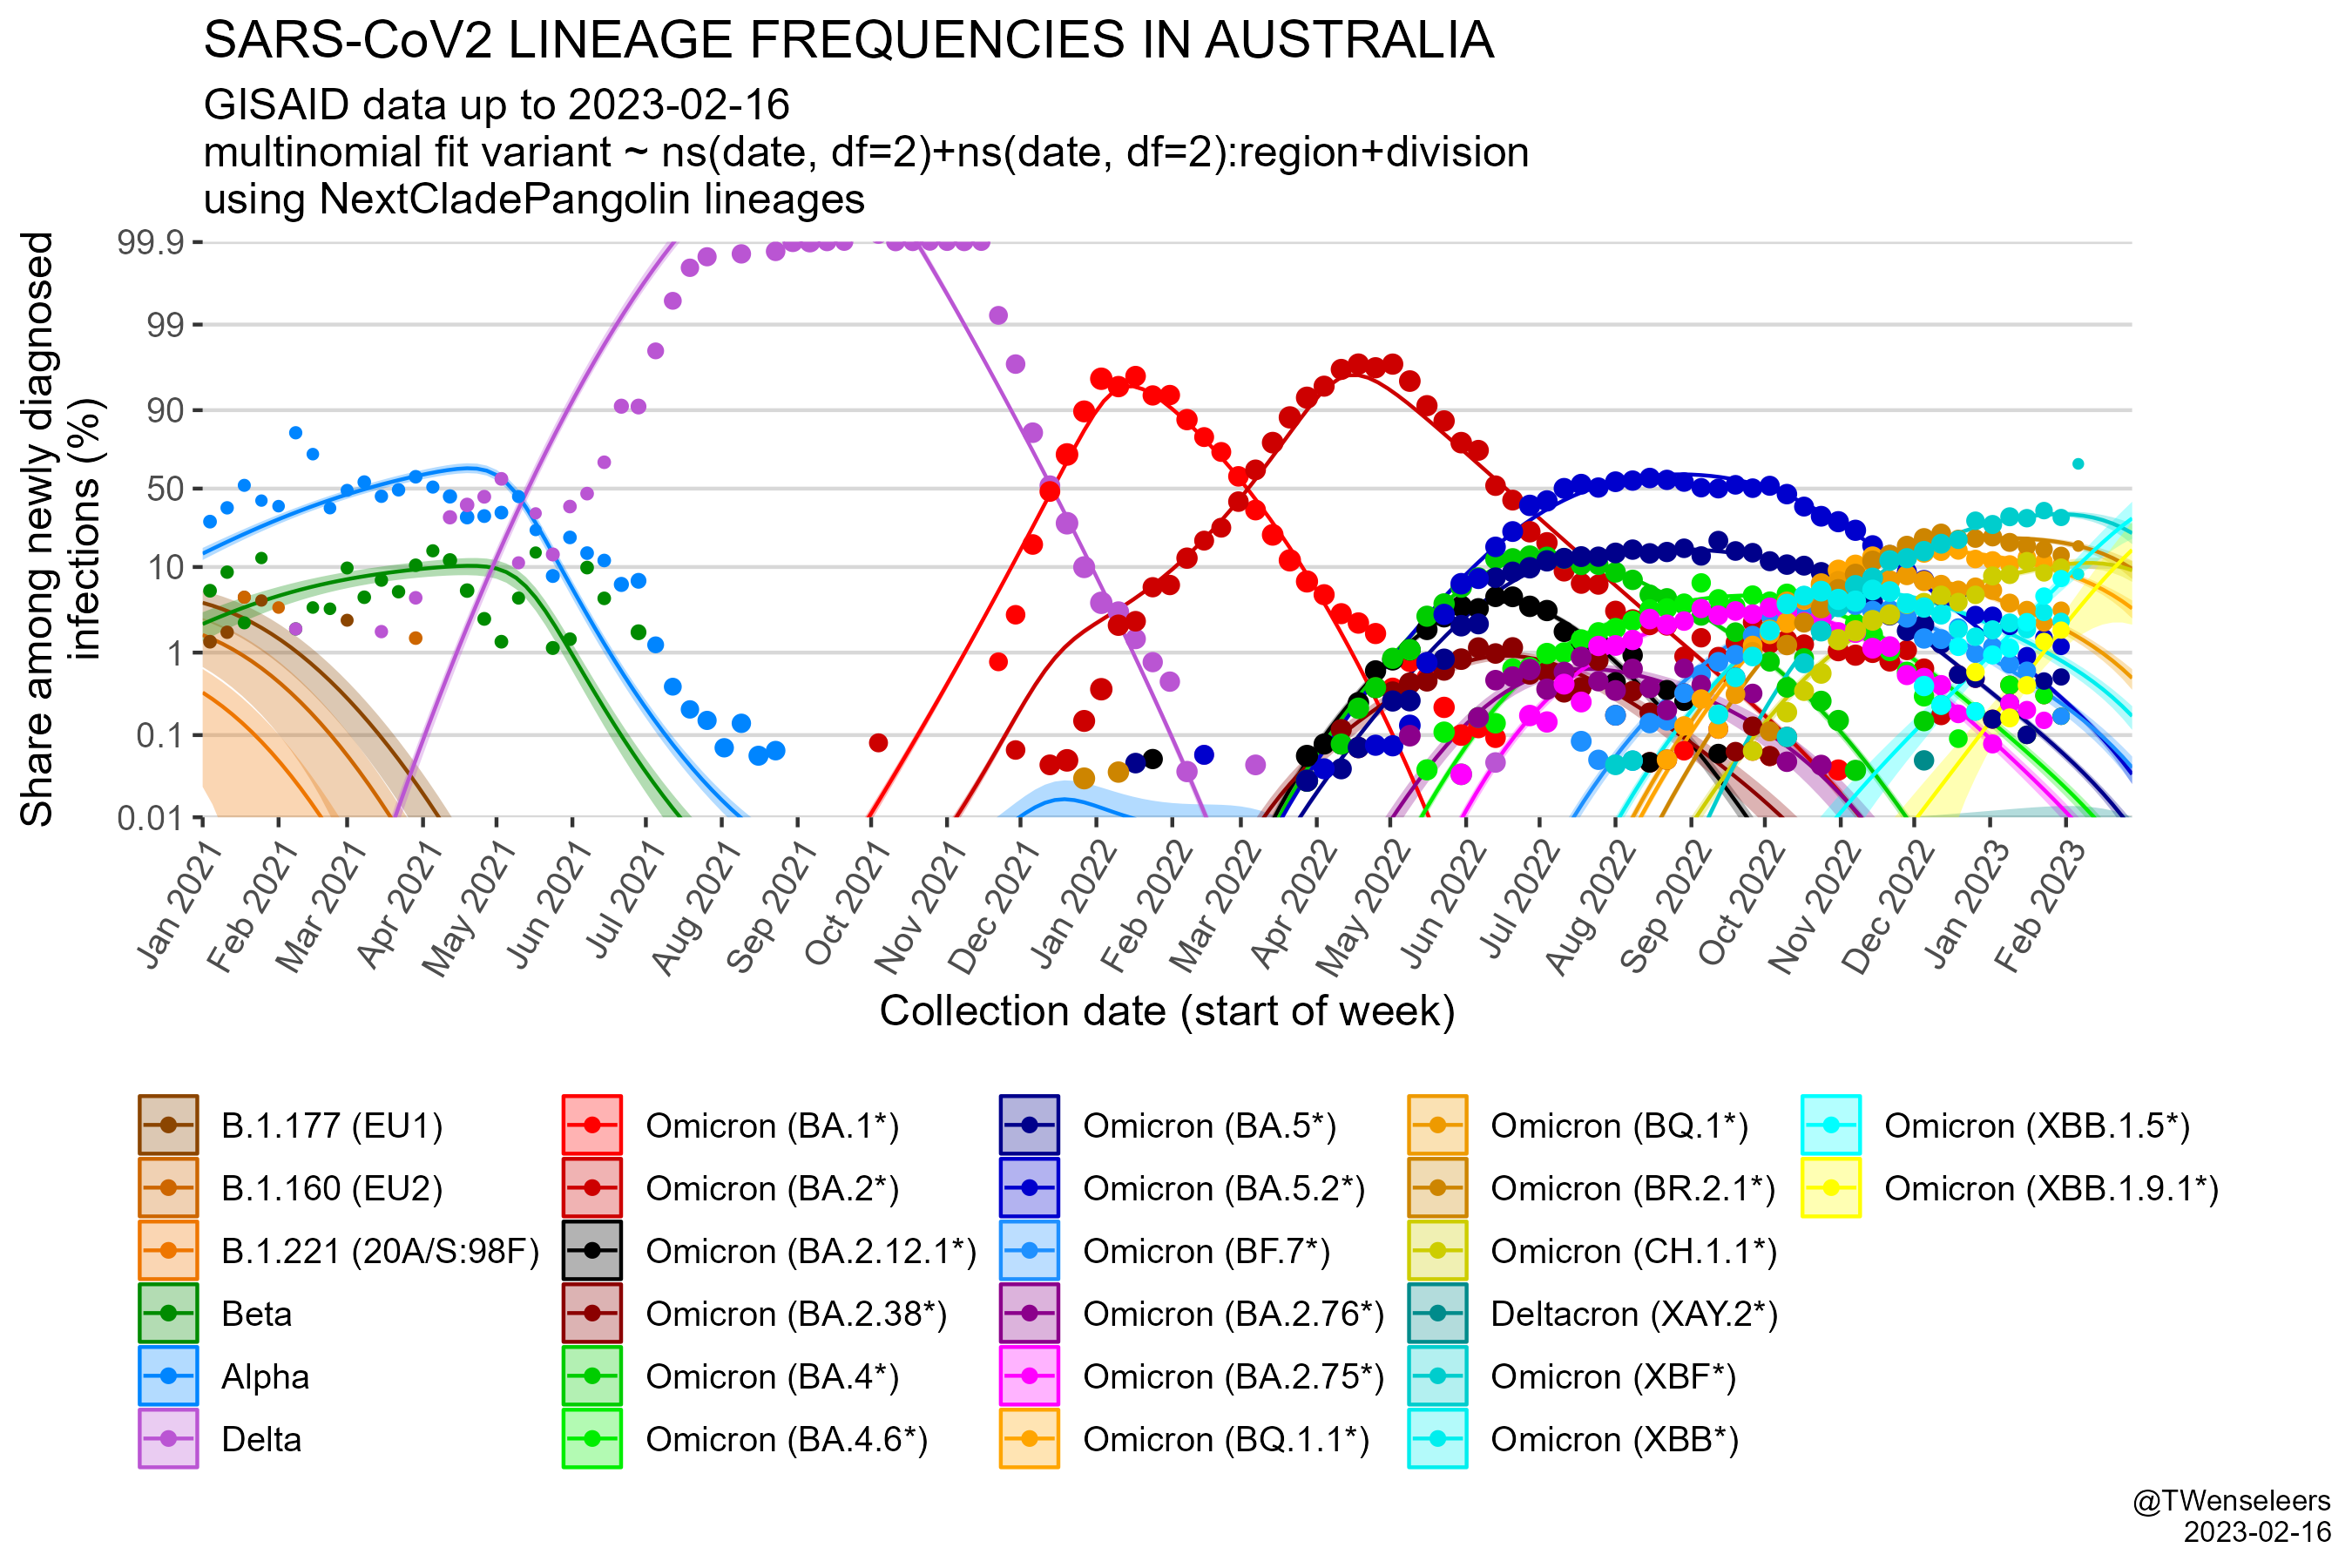 SARS-CoV2 LINEAGE FREQUENCIES IN AUSTRALIA
GISAID data up to 2023-02-16
multinomial fit variant ~ ns(date, df=2)+ns(date, df=2):region+division
using NextCladePangolin lineages
Share among newly diagnosed
infections (%)
99.9
99
90
50
10
1
0.1
0.01
Jan 2021
Feb 2021
Mar 2021
Apr 2021
May 2021
Jun 2021
Jul 2021
Aug 2021
Sep 2021
Oct 2021
Nov 2021
Dec 2021
Jan 2022
Feb 2022
Mar 2022
Apr 2022
May 2022
Jun 2022
Jul 2022
Aug 2022
Sep 2022
Oct 2022
Nov 2022
Dec 2022
Jan 2023
Feb 2023
Collection date (start of week)
B.1.177 (EU1)
B.1.160 (EU2)
B.1.221 (20A/S:98F)
Beta
Alpha
Delta
Omicron (BA.1*)
Omicron (BA.2*)
Omicron (BA.2.12.1*)
Omicron (BA.2.38*)
Omicron (BA.4*)
Omicron (BA.4.6*)
Omicron (BA.5*)
Omicron (BA.5.2*)
Omicron (BF.7*)
Omicron (BA.2.76*)
Omicron (BA.2.75*)
Omicron (BQ.1.1*)
Omicron (BQ.1*)
Omicron (BR.2.1*)
Omicron (CH.1.1*)
Deltacron (XAY.2*)
Omicron (XBF*)
Omicron (XBB*)
Omicron (XBB.1.5*)
Omicron (XBB.1.9.1*)
@TWenseleers
2023-02-16